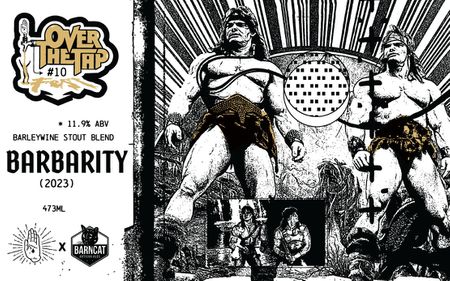 OVER
THE TAP
#10
* 11.9% ABV
BARLEYWINE STOUT BLEND
BARBARITY
(2023)
473ML
X
BARNCAT